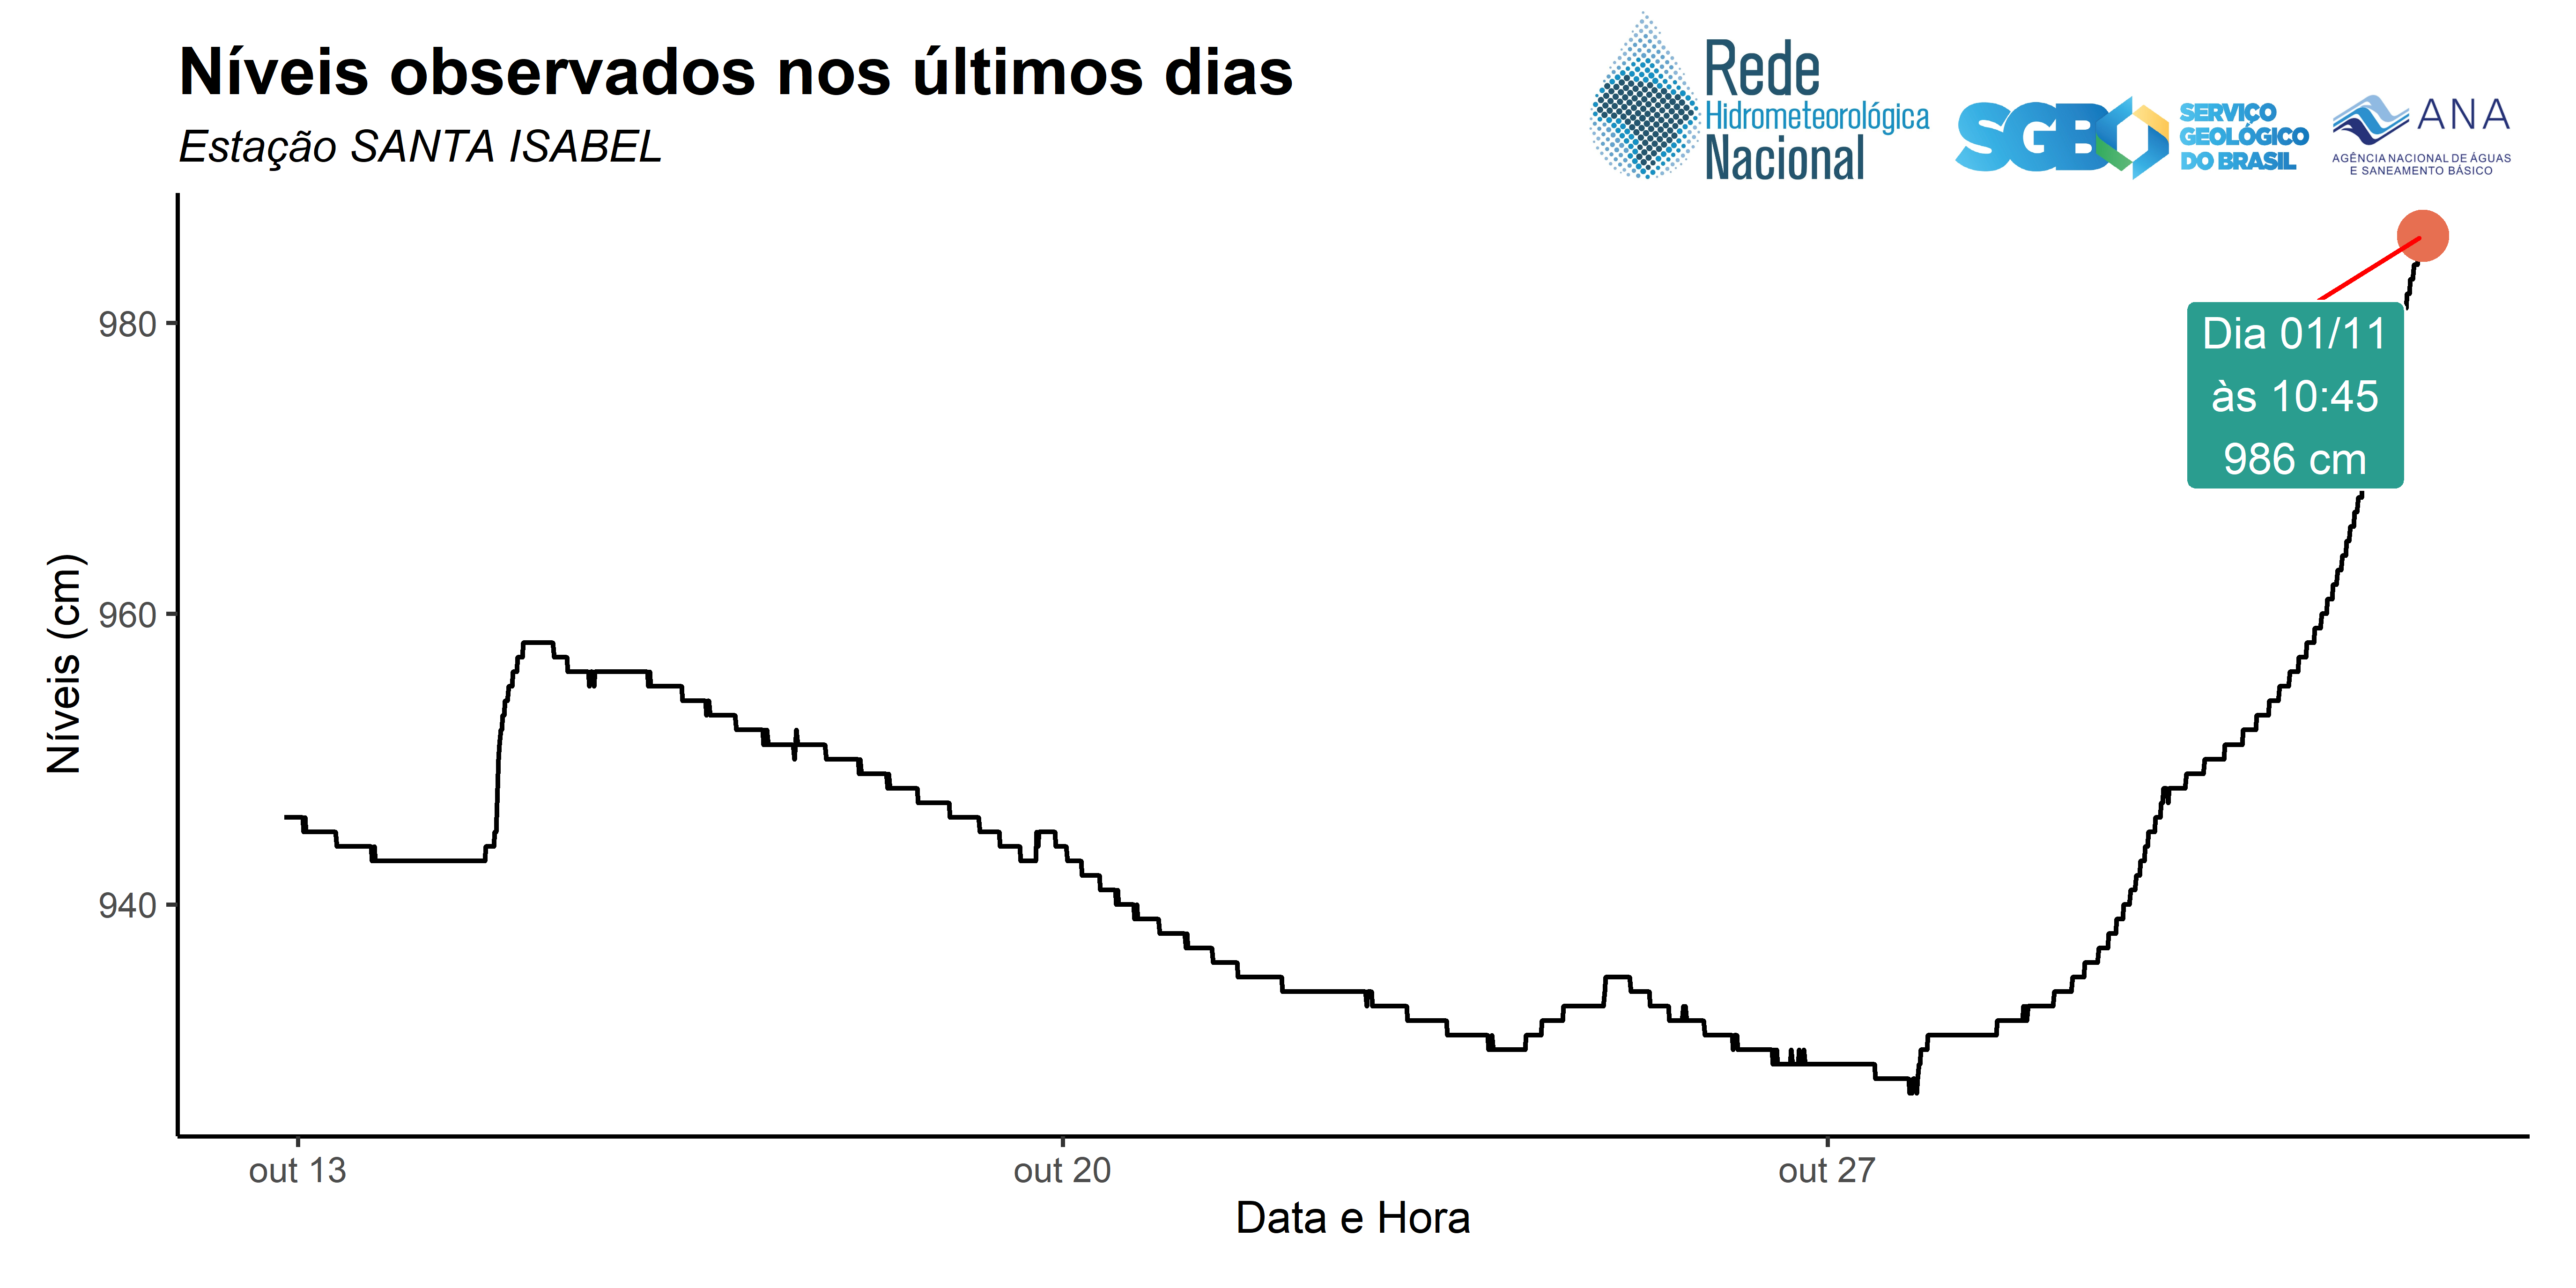 Níveis observados nos últimos dias
Estação SANTA ISABEL
Rede
Hidrometeorológica
Nacional
SGB
SERVIÇO
GEOLÓGICO
DO BRASIL
ANA
AGÊNCIA NACIONAL DE ÁGUAS
E SANEAMENTO BÁSICO
Níveis (cm)
980
960
940
Dia 01/11
às 10:45
986 cm
out 13
out 20
out 27
Data e Hora